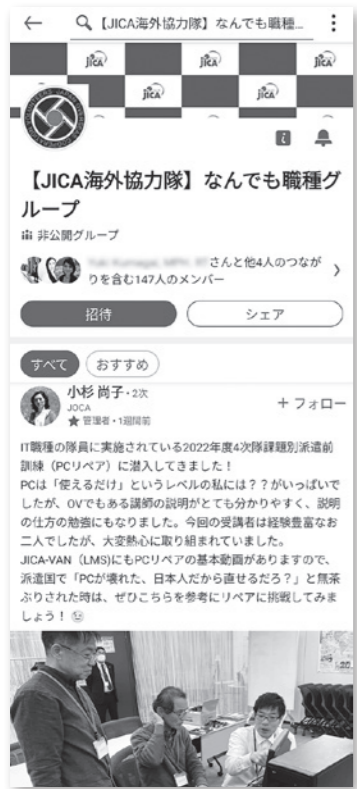 【JICA海外協力隊】なんでも職種...
jica jica jica
jica jica
【JICA海外協力隊】なんでも職種グ
ループ
非公開グループ
さんと他4人のつなが
りを含む147人のメンバー
招待 シェア
すべて おすすめ
小杉 尚子・2次
JOCA
管理者・1週間前
+ フォロー
IT職種の隊員に実施されている2022年度4次隊課題別派遣前
訓練（PCリペア）に潜入してきました！
PCは「使えるだけ」というレベルの私には？？がいっぱいで
したが、OVでもある講師の説明がとても分かりやすく、説明
の仕方の勉強にもなりました。今回の受講者は経験豊富なお
二人でしたが、大変熱心に取り組まれていました。
JICA-VAN（LMS)にもPCリペアの基本動画がありますので、
派遣国で「PCが壊れた、日本人だから直せるだろ？」と無茶
ぶりされた時は、ぜひこちらを参考にリペアに挑戦してみま
しょう！